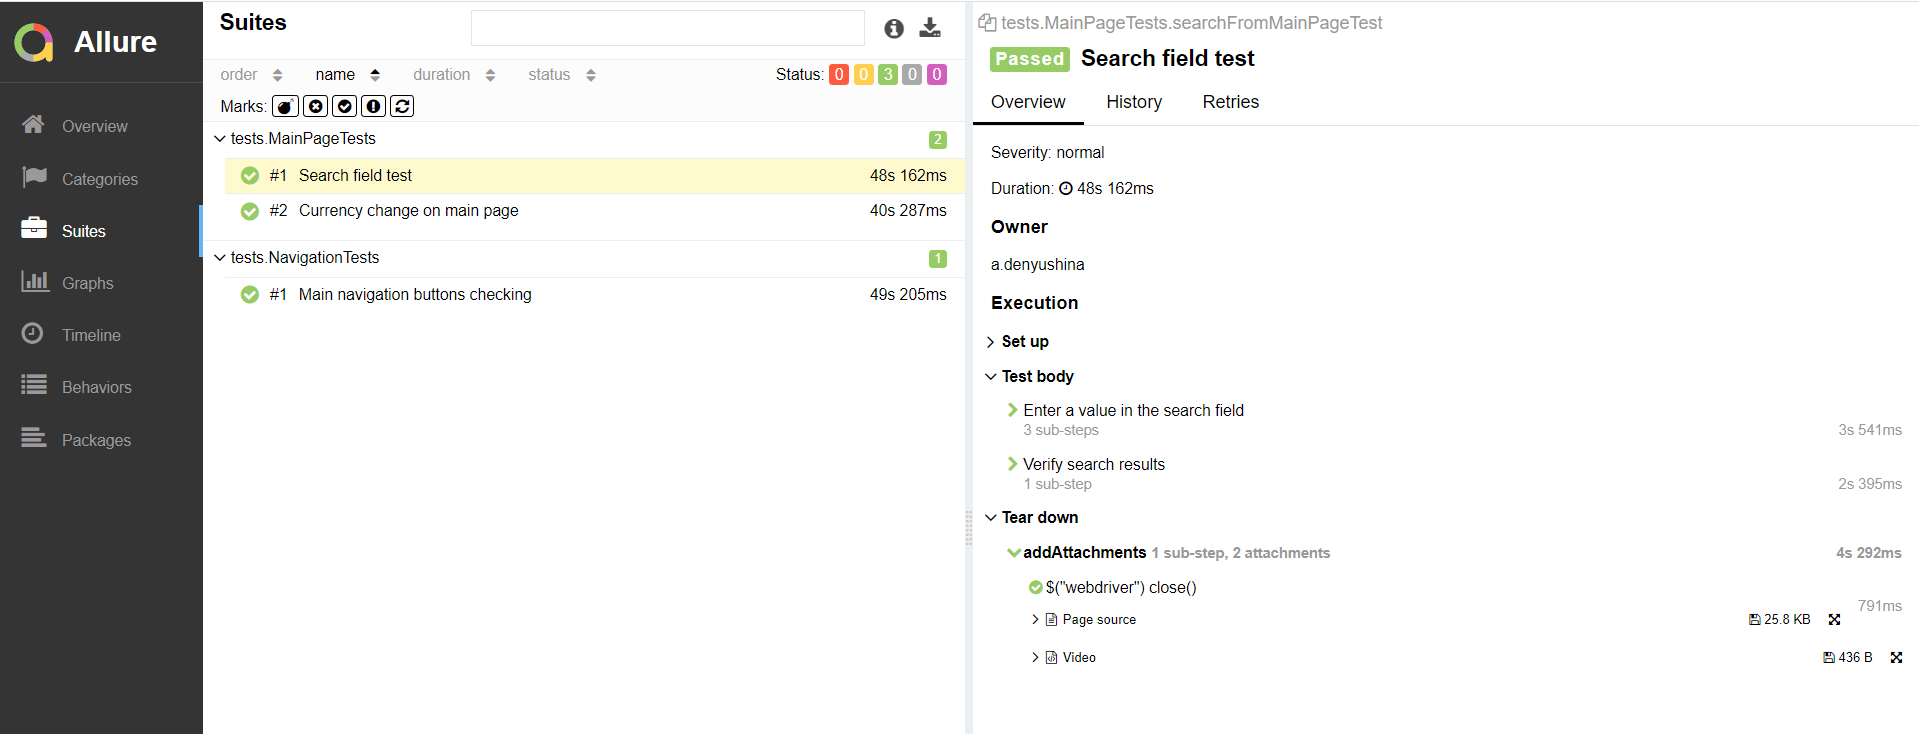 Allure
Overview
Categories
Suites
Graphs
Timeline
Behaviors
Packages
Suites
order name duration status Status: 0 0 3 0 0
Marks:
tests.MainPageTests 2
#1 Search field test 48s 162ms
#2 Currency change on main page 40s 287ms
tests.NavigationTests 1
#1 Main navigation buttons checking 49s 205ms
tests.MainPageTests.searchFromMainPageTest
Passed Search field test
Overview History Retries
Severity: normal
Duration: 48s 162ms
Owner
a.denyushina
Execution
Set up
Test body
Enter a value in the search field
3 sub-steps 3s 541ms
Verify search results
1 sub-step 2s 395ms
Tear down
addAttachments 1 sub-step, 2 attachments 4s 292ms
$("webdriver") close()
791ms
Page source 25.8 KB
Video 436 B